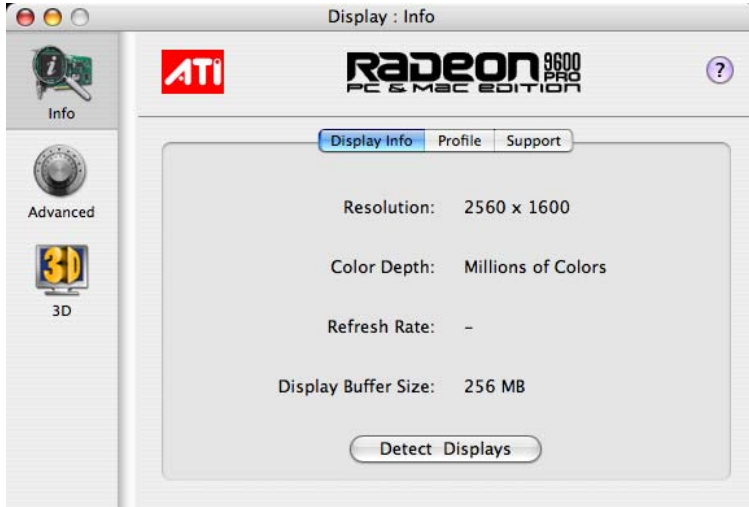 Display : Info
Info
Advanced
3D
3D
ATI
RADEON 9600 PRO
PC & Mac EDITION
?
Display Info Profile Support
Resolution: 2560 x 1600
Color Depth: Millions of Colors
Refresh Rate: –
Display Buffer Size: 256 MB
Detect Displays